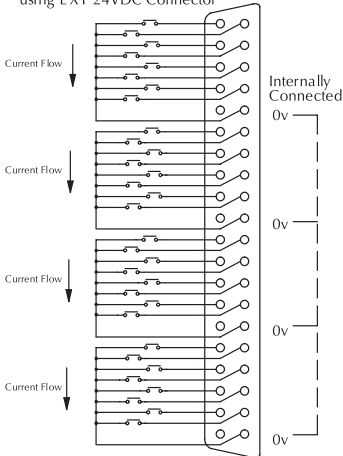 using EXT 24VDC Connector
Current Flow
Internally
Connected
0v
Current Flow
0v
Current Flow
0v
Current Flow
0v